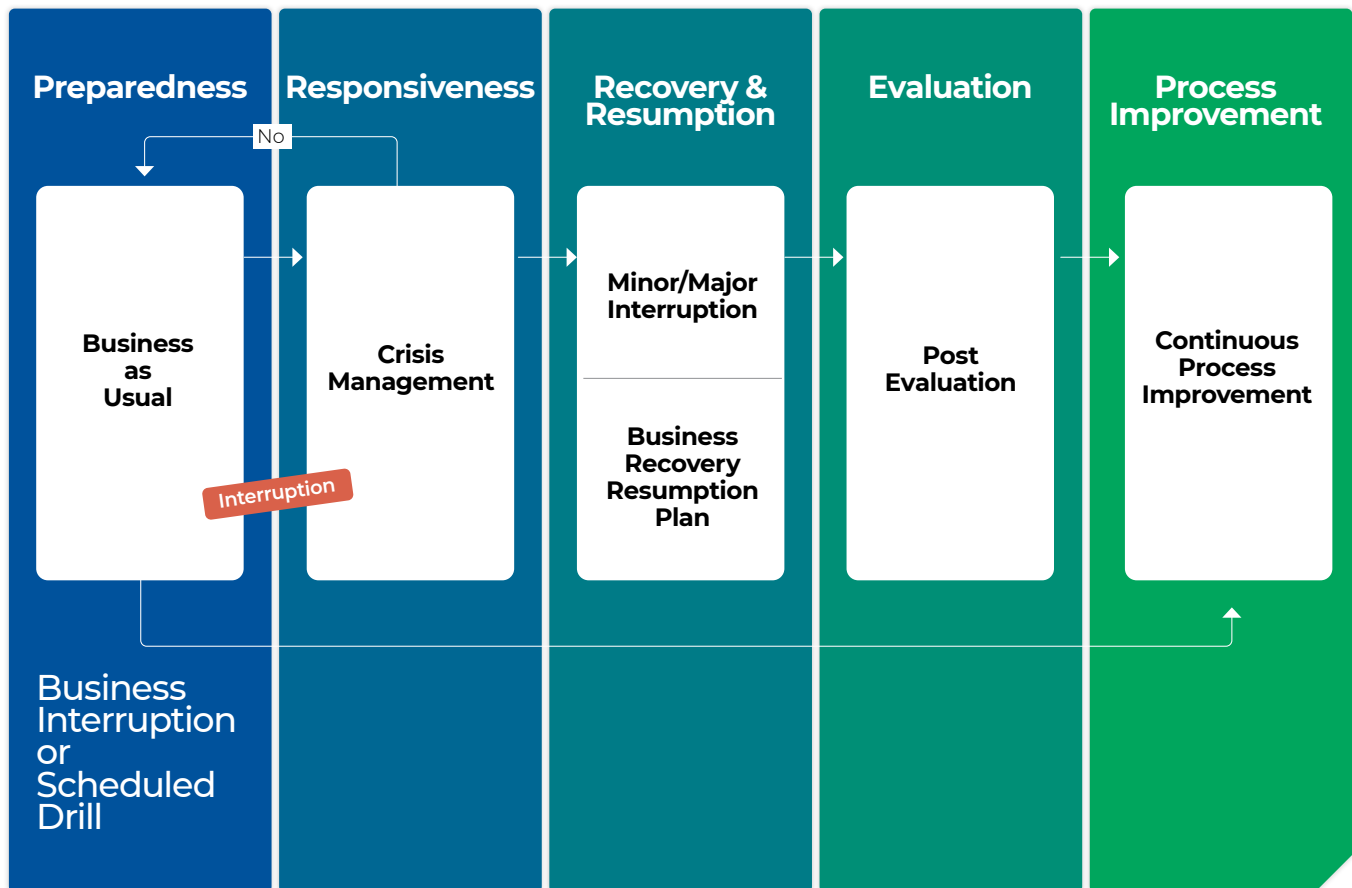 Preparedness
Responsiveness
Recovery &
Resumption
Evaluation
Process
Improvement
No
Business
as
Usual
Crisis
Management
Minor/Major
Interruption
Business
Recovery
Resumption
Plan
Post
Evaluation
Continuous
Process
Improvement
Interruption
Business
Interruption
or
Scheduled
Drill